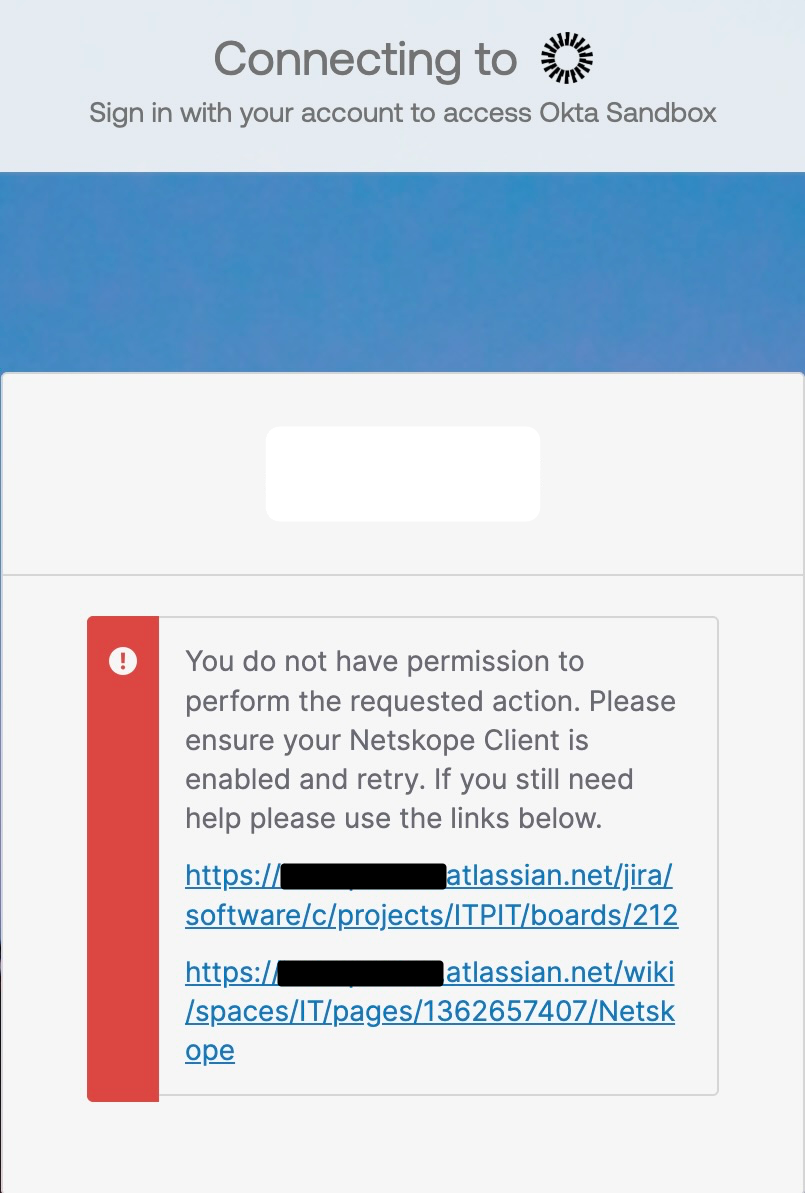 Connecting to
Sign in with your account to access Okta Sandbox
You do not have permission to
perform the requested action. Please
ensure your Netskope Client is
enabled and retry. If you still need
help please use the links below.
https://atlassian.net/jira/
software/c/projects/ITPIT/boards/212
https://atlassian.net/wiki
/spaces/IT/pages/1362657407/Netsk
ope